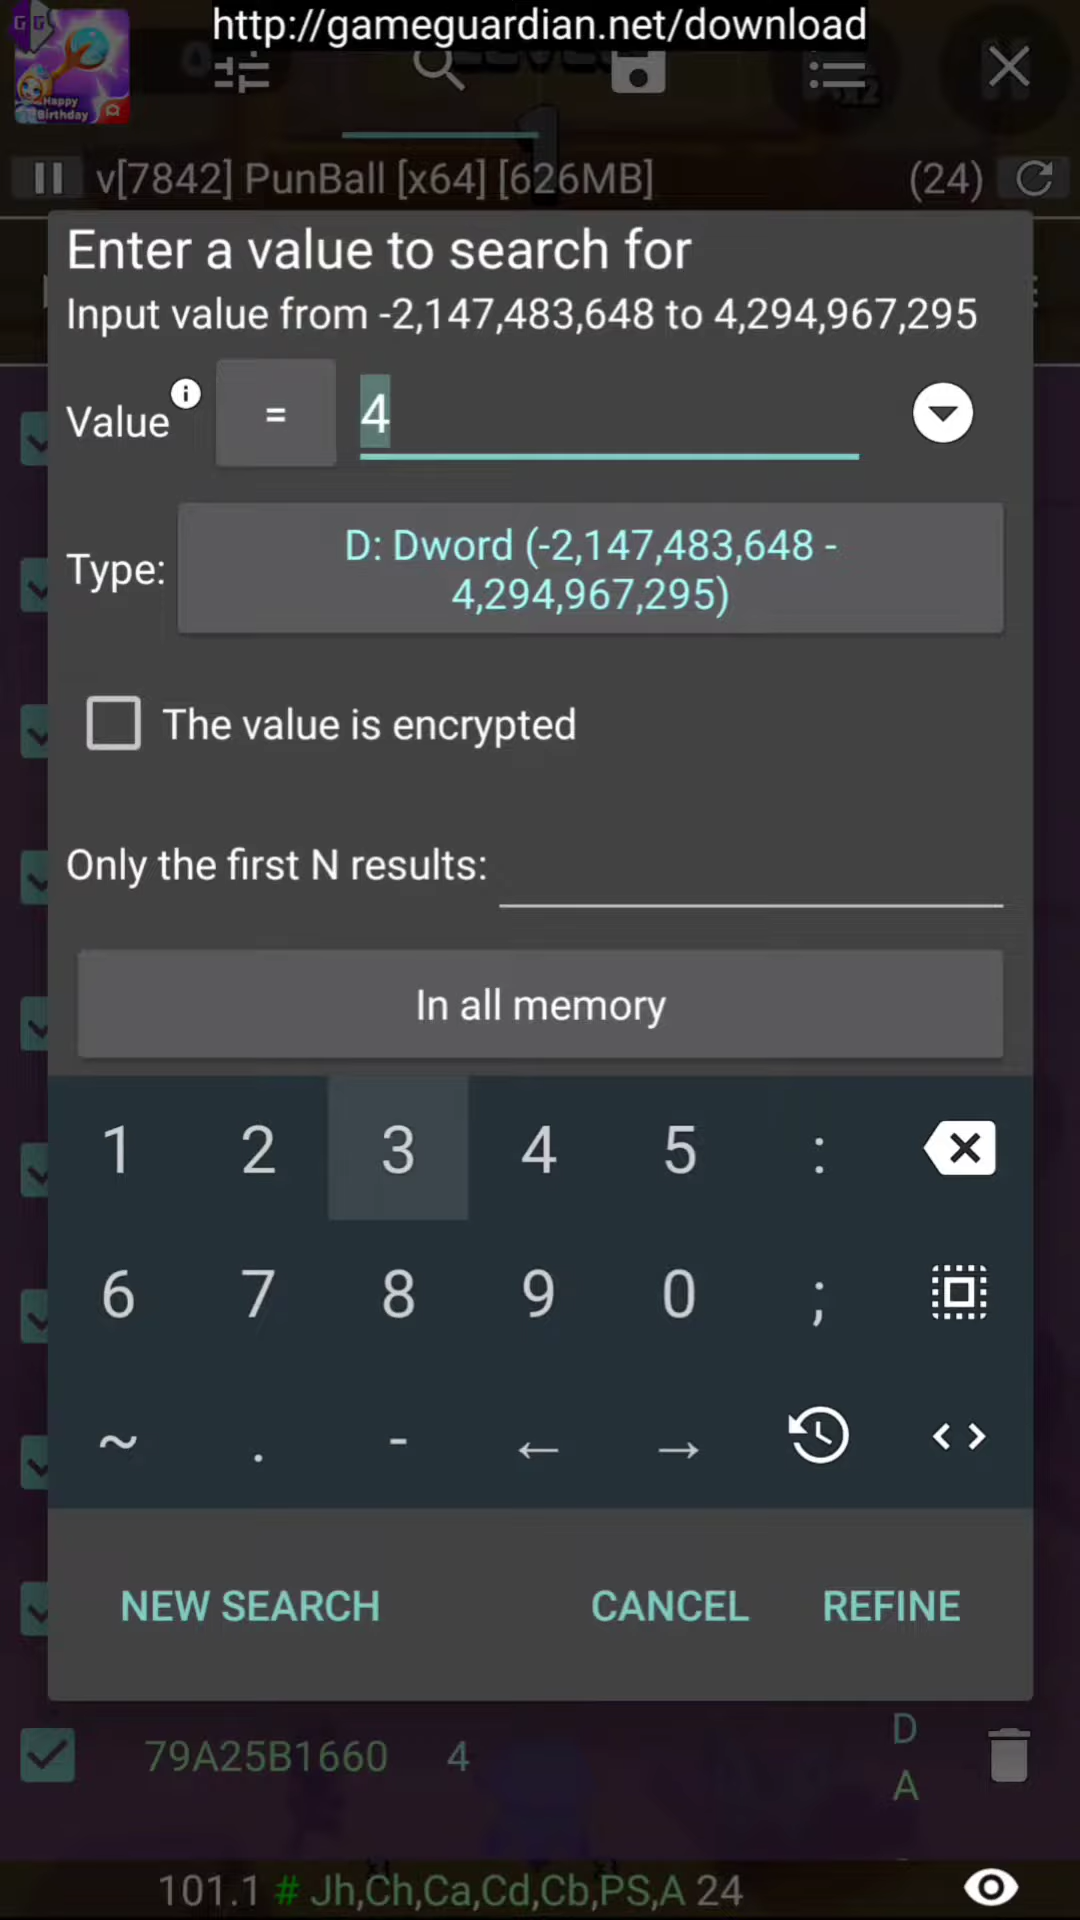 http://gameguardian.net/download
Happy
Birthday
v[7842] PunBall [x64] [626MB] (24)
Enter a value to search for
Input value from -2,147,483,648 to 4,294,967,295
Value = 4
Type: D: Dword (-2,147,483,648 -
4,294,967,295)
The value is encrypted
Only the first N results:
In all memory
1 2 3 4 5 :
6 7 8 9 0 ;
~ . - ← → < >
NEW SEARCH CANCEL REFINE
79A25B1660 4 D
A
101.1 # Jh,Ch,Ca,Cd,Cb,PS,A 24